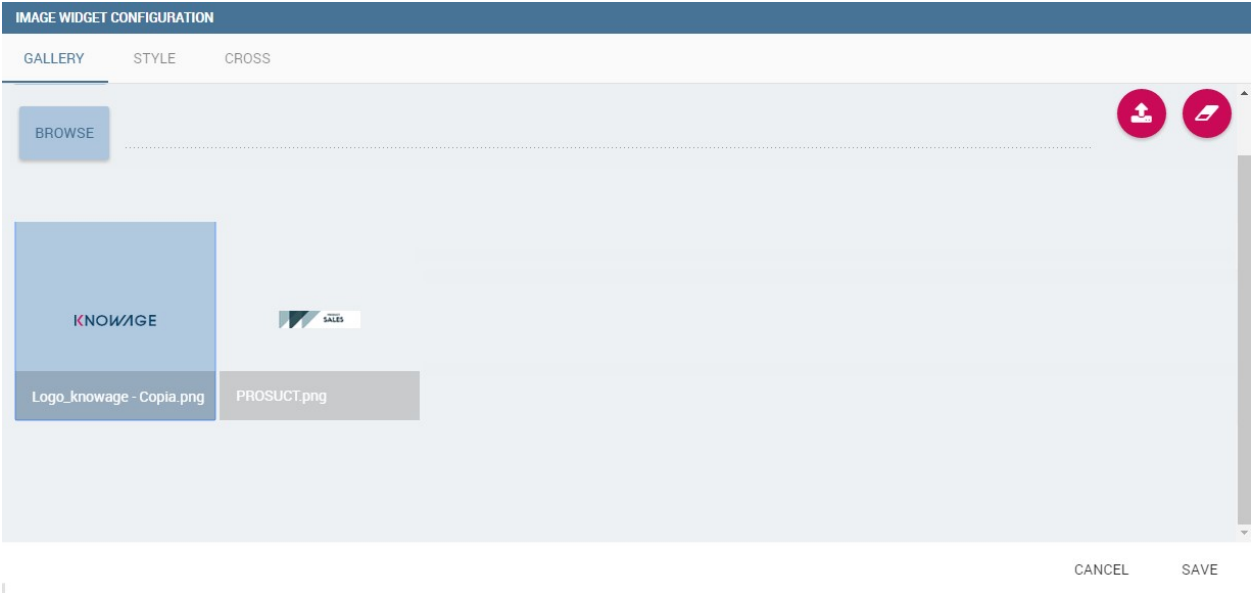 IMAGE WIDGET CONFIGURATION
GALLERY STYLE CROSS
BROWSE
KNOWAGE
SALES
Logo_knowage - Copia.png PROSUCT.png
CANCEL SAVE